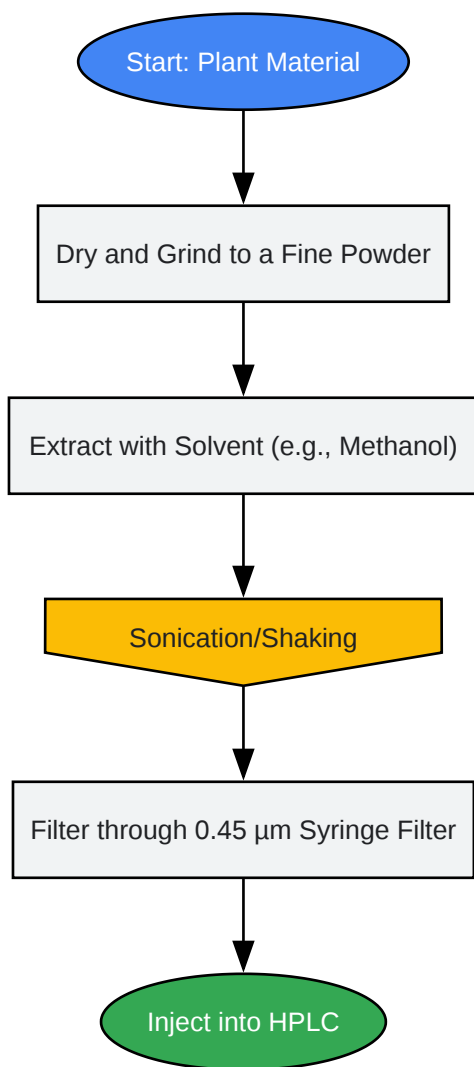 Start: Plant Material
Dry and Grind to a Fine Powder
Extract with Solvent (e.g., Methanol)
Sonication/Shaking
Filter through 0.45 µm Syringe Filter
Inject into HPLC